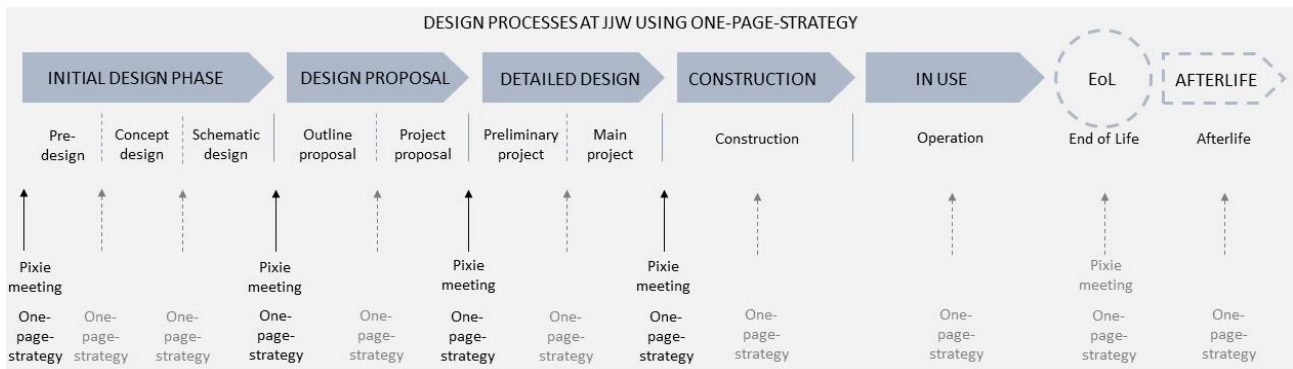 DESIGN PROCESSES AT JJW USING ONE-PAGE-STRATEGY
INITIAL DESIGN PHASE
DESIGN PROPOSAL
DETAILED DESIGN
CONSTRUCTION
IN USE
EoL
AFTERLIFE
Pre-
design
Concept
design
Schematic
design
Outline
proposal
Project
proposal
Preliminary
project
Main
project
Construction
Operation
End of Life
Afterlife
Pixie
meeting
Pixie
meeting
Pixie
meeting
Pixie
meeting
Pixie
meeting
One-
page-
strategy
One-
page-
strategy
One-
page-
strategy
One-
page-
strategy
One-
page-
strategy
One-
page-
strategy
One-
page-
strategy
One-
page-
strategy
One-
page-
strategy
One-
page-
strategy
One-
page-
strategy
One-
page-
strategy